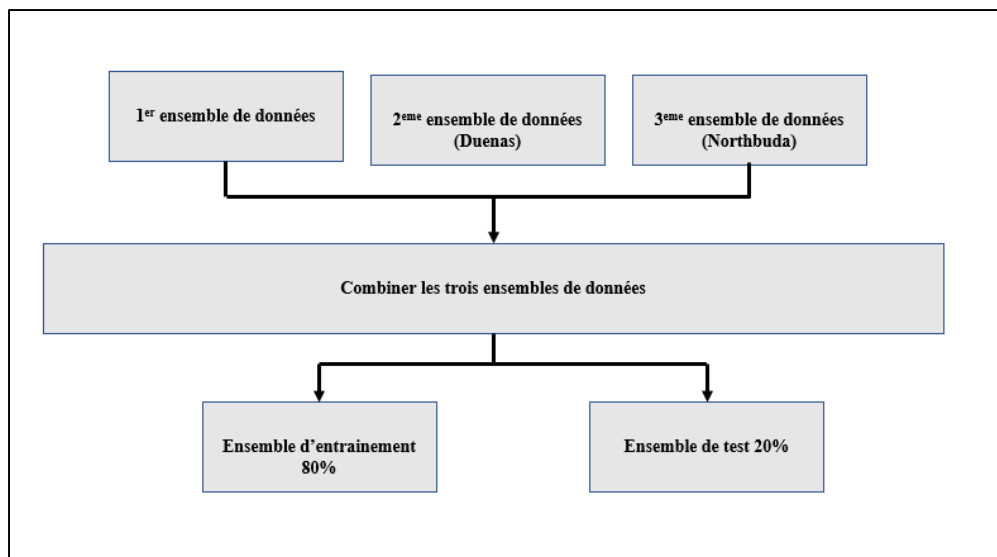 1er ensemble de données
2eme ensemble de données
(Duenas)
3eme ensemble de données
(Northbuda)
Combiner les trois ensembles de données
Ensemble d’entrainement
80%
Ensemble de test 20%